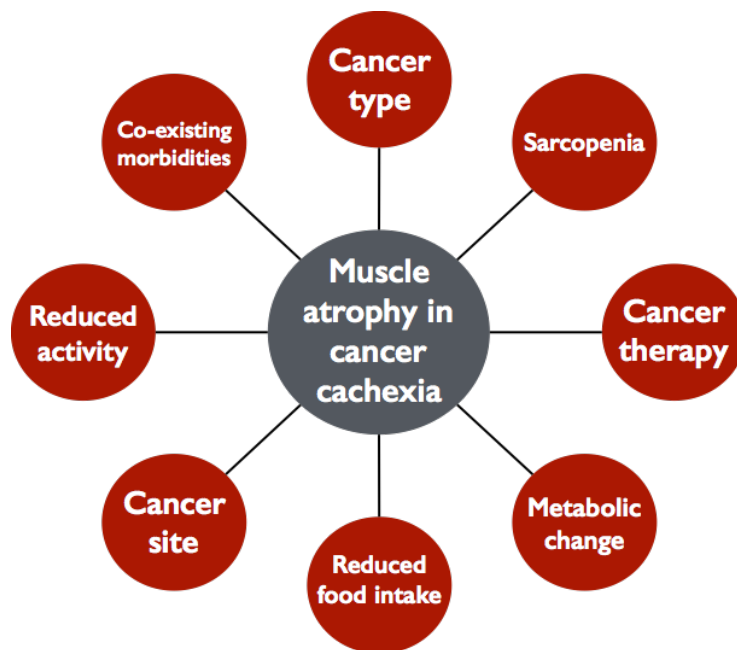 Cancer
type
Co-existing
morbidities
Sarcopenia
Muscle
atrophy in
cancer
cachexia
Reduced
activity
Cancer
therapy
Cancer
site
Metabolic
change
Reduced
food intake